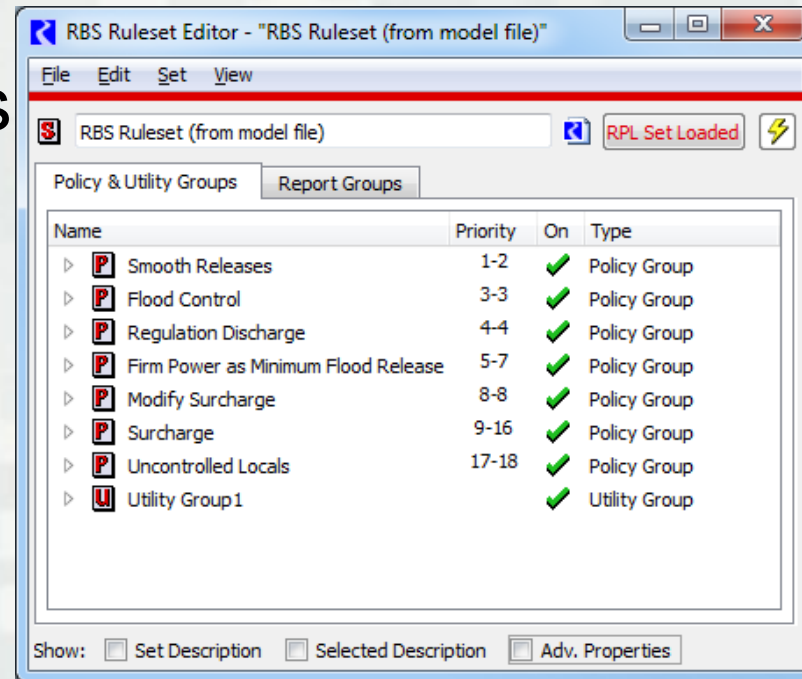 RBS Ruleset Editor - "RBS Ruleset (from model file)"
File Edit Set View
s
S RBS Ruleset (from model file) RPL Set Loaded
Policy & Utility Groups Report Groups
Name Priority On Type
P Smooth Releases 1-2 Policy Group
P Flood Control 3-3 Policy Group
P Regulation Discharge 4-4 Policy Group
P Firm Power as Minimum Flood Release 5-7 Policy Group
P Modify Surcharge 8-8 Policy Group
P Surcharge 9-16 Policy Group
P Uncontrolled Locals 17-18 Policy Group
U Utility Group1 Utility Group
Show: Set Description Selected Description Adv. Properties